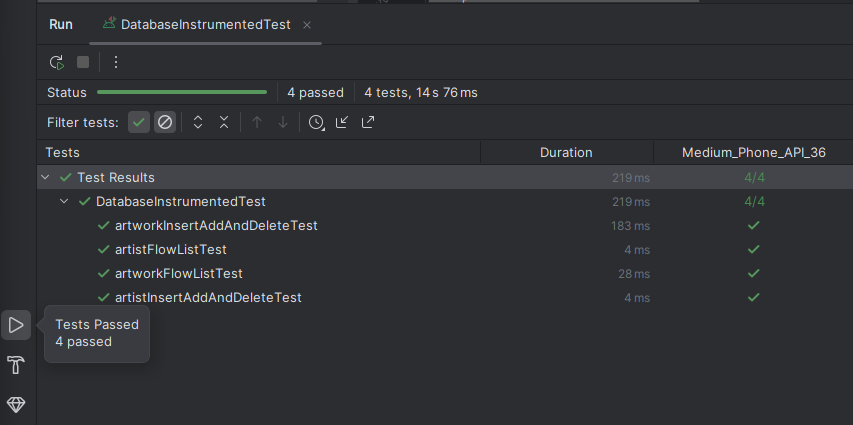 Run DatabaseInstrumentedTest
Status 4 passed 4 tests, 14 s 76 ms
Filter tests:
Tests Duration Medium_Phone_API_36
Test Results 219 ms 4/4
DatabaseInstrumentedTest 219 ms 4/4
artworkInsertAddAndDeleteTest 183 ms
artistFlowListTest 4 ms
artworkFlowListTest 28 ms
artistInsertAddAndDeleteTest 4 ms
Tests Passed
4 passed